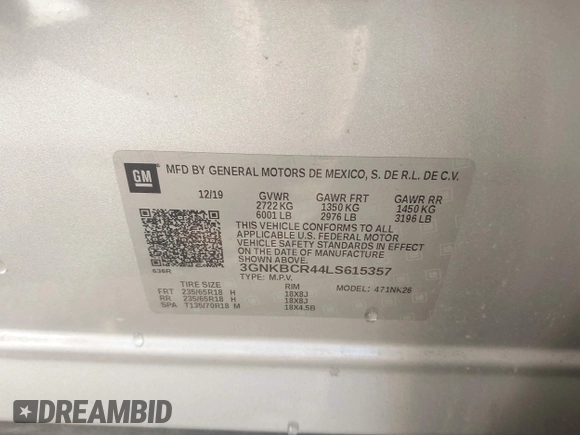 GM
MFD BY GENERAL MOTORS DE MEXICO, S. DE R.L. DE C.V.
12/19 GVWR GAWR FRT GAWR RR
2722 KG 1350 KG 1450 KG
6001 LB 2976 LB 3196 LB
THIS VEHICLE CONFORMS TO ALL
APPLICABLE U.S. FEDERAL MOTOR
VEHICLE SAFETY STANDARDS IN EFFECT
ON THE DATE OF MANUFACTURE
SHOWN ABOVE.
636R 3GNKBCR44LS615357
TYPE: M.P.V.
TIRE SIZE RIM MODEL: 471NK26
FRT 235/65R18 H 18X8J
RR 235/65R18 H 18X8J
SPA T135/70R18 M 18X4.5B
DREAMBID